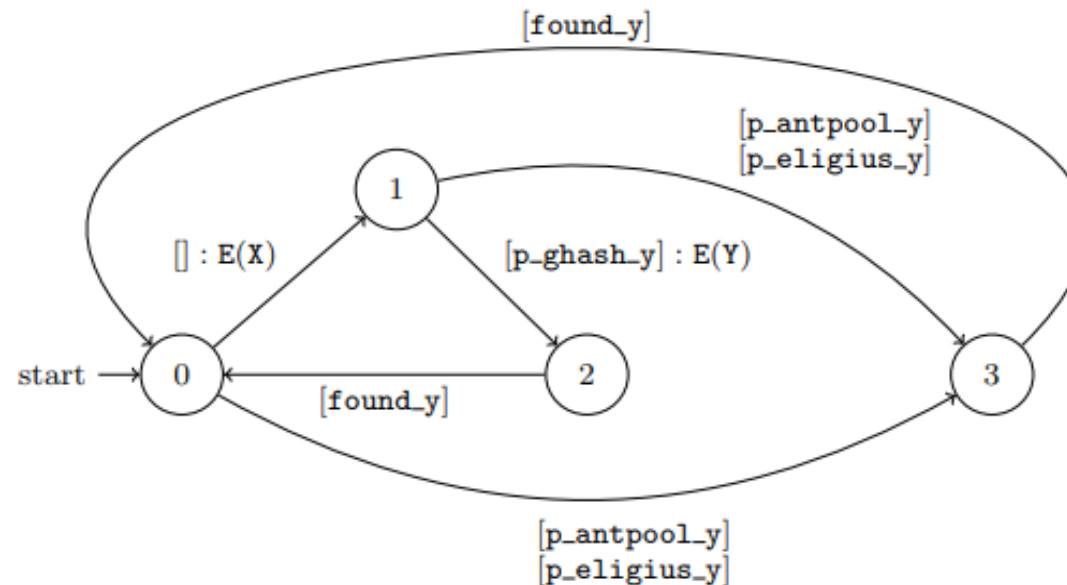 [found_y]
[p_antpool_y]
[p_eligius_y]
1
[] : E(X)
[p_ghash_y] : E(Y)
start
0
2
3
[found_y]
[p_antpool_y]
[p_eligius_y]